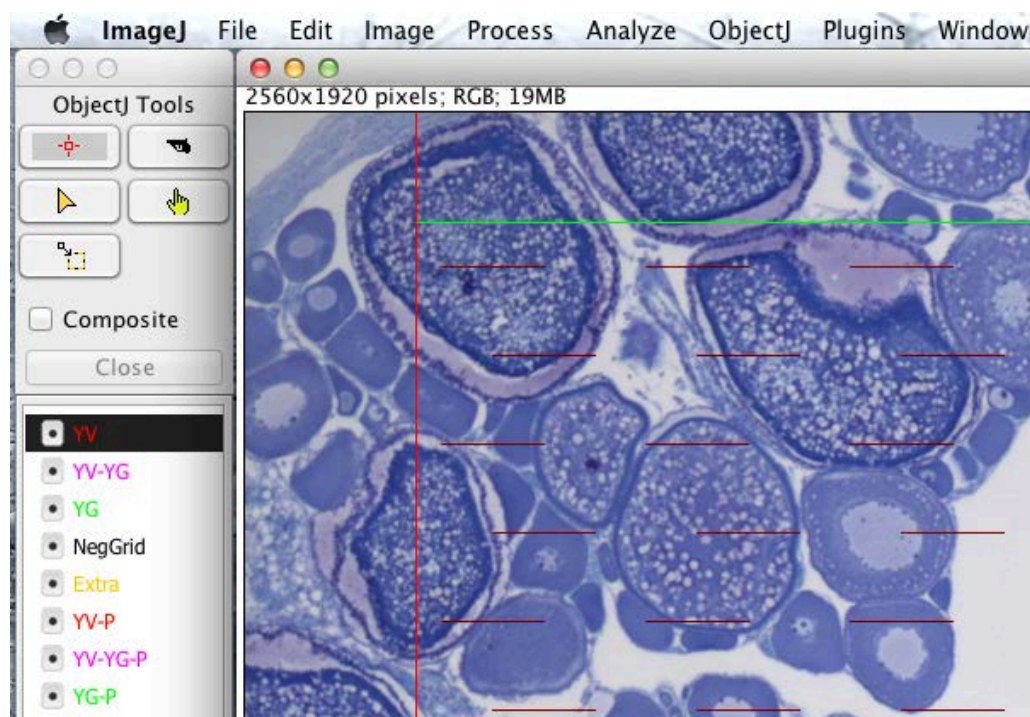 ImageJ File Edit Image Process Analyze ObjectJ Plugins Window
ObjectJ Tools
2560x1920 pixels; RGB; 19MB
Composite
Close
YV
YV-YG
YG
NegGrid
Extra
YV-P
YV-YG-P
YG-P